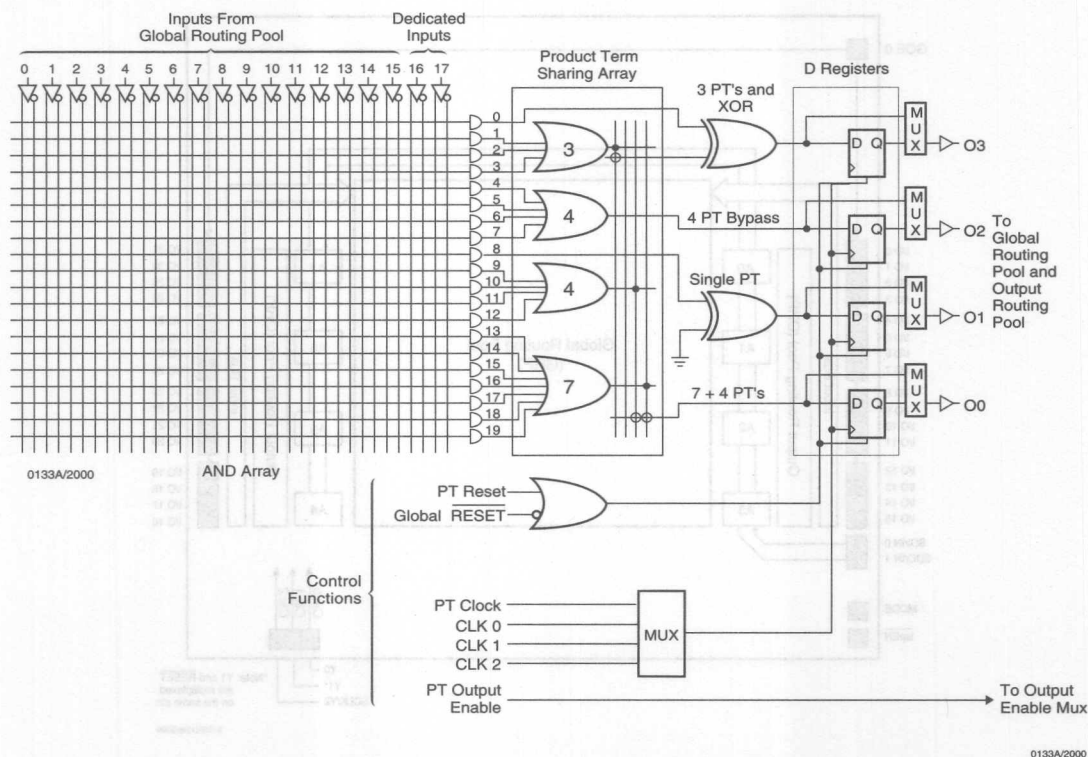 Inputs From
Global Routing Pool
Dedicated
Inputs
0 1 2 3 4 5 6 7 8 9 10 11 12 13 14 15 16 17
Product Term
Sharing Array
D Registers
3 PT's and
XOR
0
1
2
3
4
5
6
7
8
9
10
11
12
13
14
15
16
17
18
19
3
4
4
7
4 PT Bypass
Single PT
7 + 4 PT's
D Q
MUX
O3
D Q
MUX
O2
D Q
MUX
O1
D Q
MUX
O0
To
Global
Routing
Pool and
Output
Routing
Pool
0133A/2000
AND Array
PT Reset
Global RESET
Control
Functions
PT Clock
CLK 0
CLK 1
CLK 2
MUX
PT Output
Enable
To Output
Enable Mux
0133A/2000